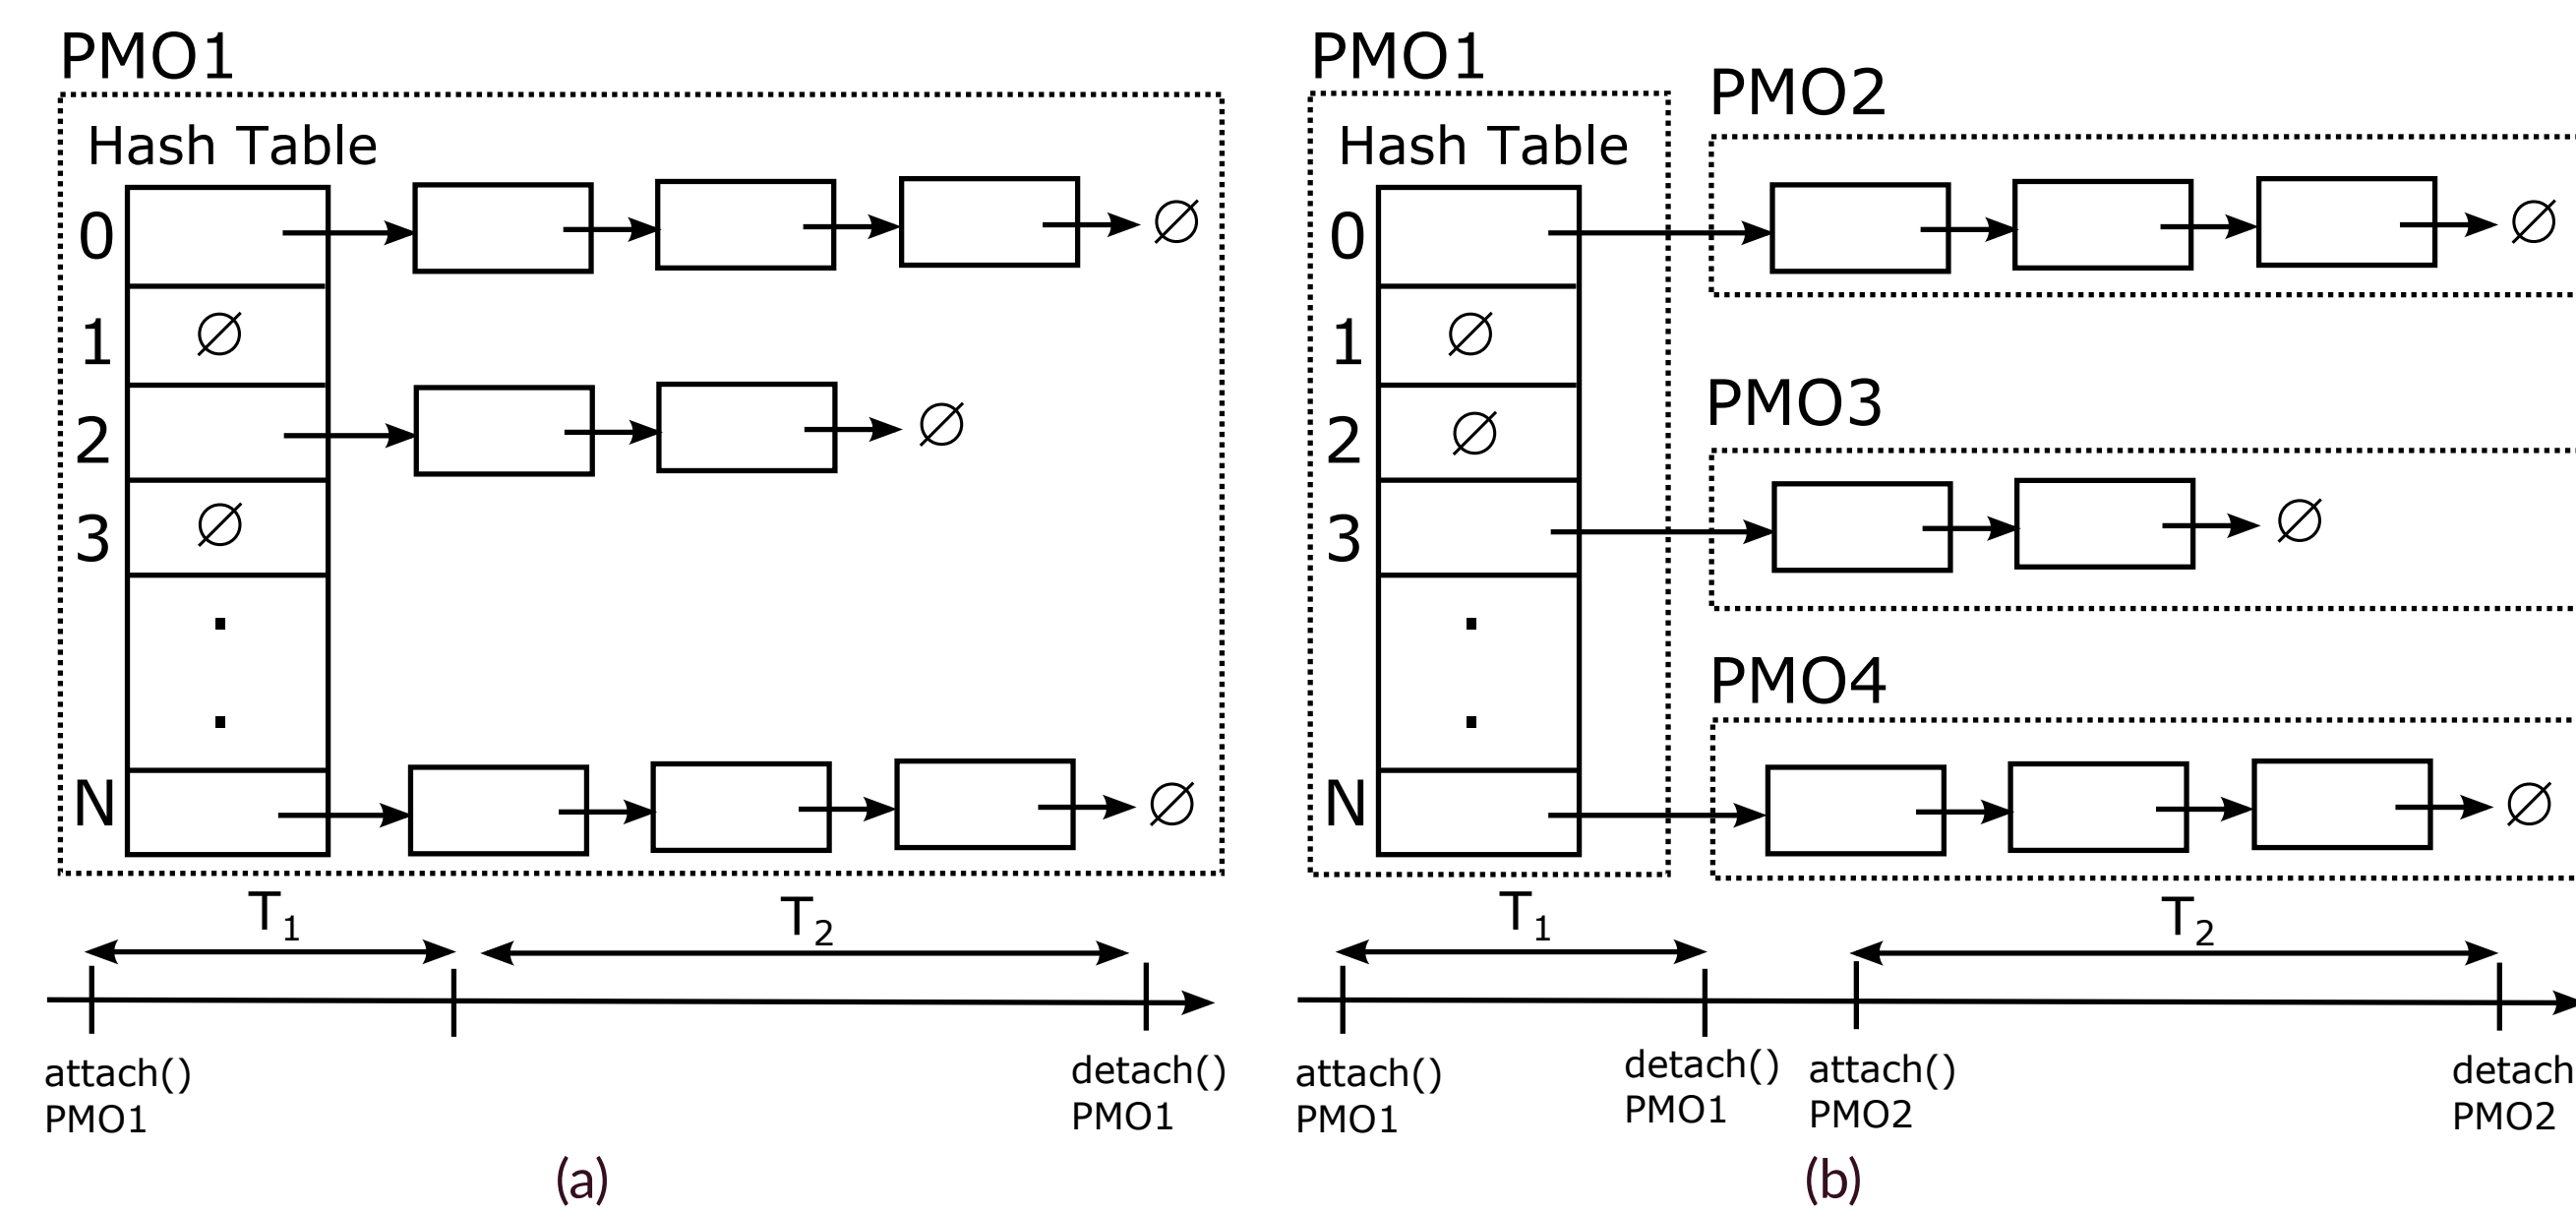 PMO1
Hash Table
0
∅
1
∅
2
∅
3
∅
.
.
N
∅
T1
T2
attach()
PMO1
detach()
PMO1
(a)
PMO1
Hash Table
0
1
∅
2
∅
3
.
.
N
PMO2
∅
PMO3
∅
PMO4
∅
T1
T2
attach()
PMO1
detach()
PMO1
attach()
PMO2
detach
PMO2
(b)